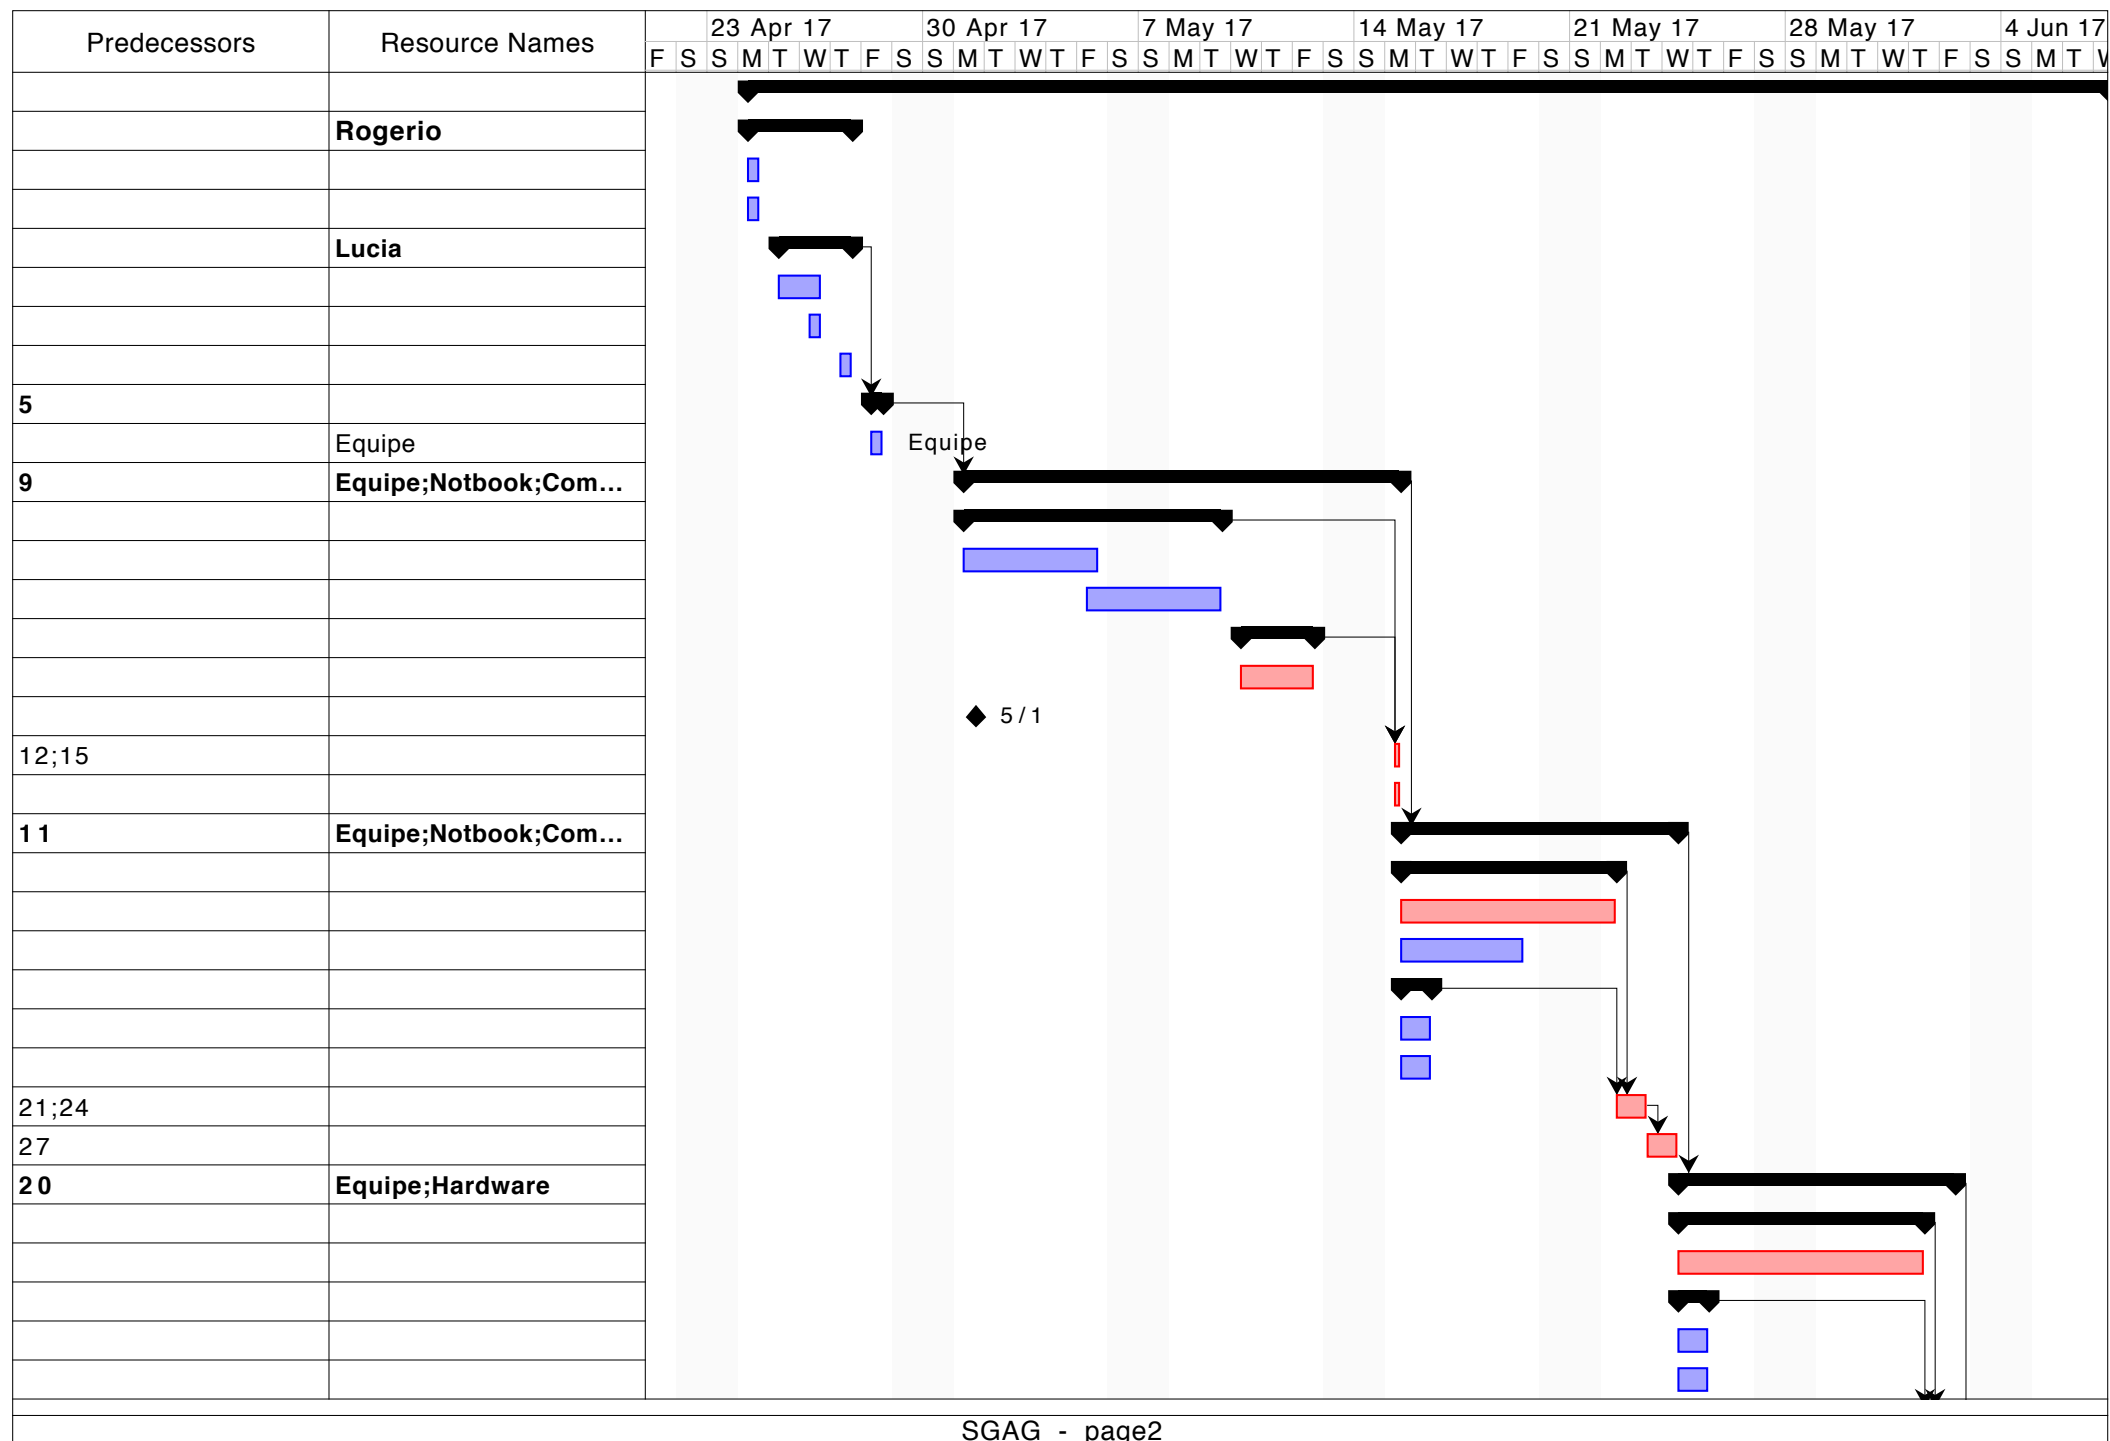 Predecessors Resource Names 23 Apr 17 30 Apr 17 7 May 17 14 May 17 21 May 17 28 May 17 4 Jun 17
F S S M T W T F S S M T W T F S S M T W T F S S M T W T F S S M T W T F S S M T W T F S S M T W
Rogerio
Lucia
5
Equipe Equipe
9 Equipe;Notbook;Com...
5/1
12;15
11 Equipe;Notbook;Com...
21;24
27
20 Equipe;Hardware
SGAG - page2